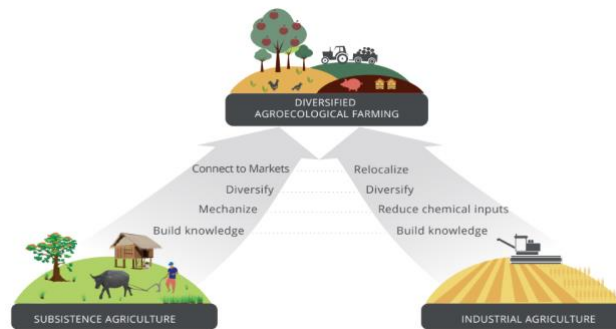 DIVERSIFIED
AGROECOLOGICAL FARMING
Connect to Markets
Relocalize
Diversify
Diversify
Mechanize
Reduce chemical inputs
Build knowledge
Build knowledge
SUBSISTENCE AGRICULTURE
INDUSTRIAL AGRICULTURE